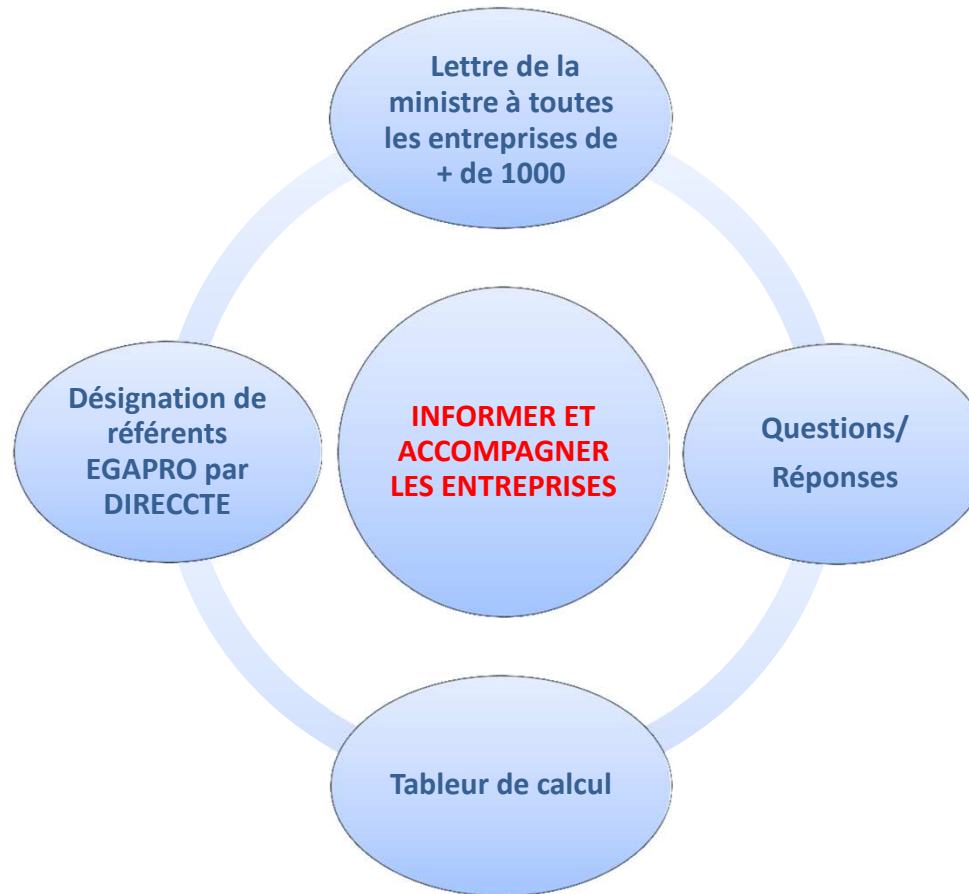 Lettre de la
ministre à toutes
les entreprises de
+ de 1000
Désignation de
référents
EGAPRO par
DIRECCTE
INFORMER ET
ACCOMPAGNER
LES ENTREPRISES
Questions/
Réponses
Tableur de calcul